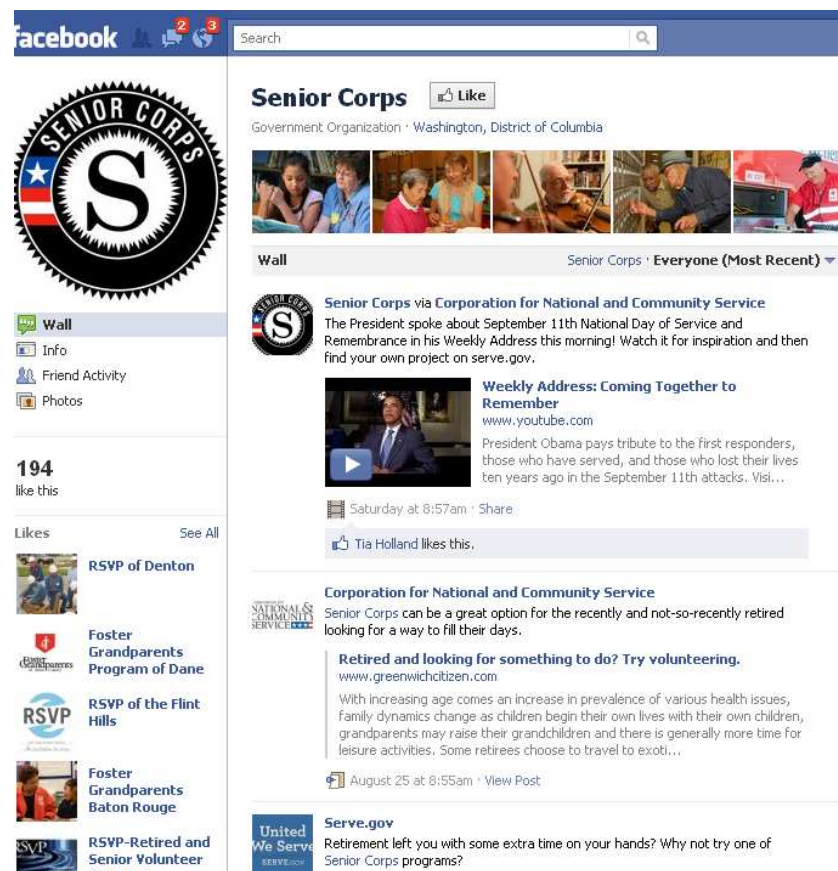 facebook
2
3
Search
SENIOR CORPS
S
Senior Corps
Like
Government Organization · Washington, District of Columbia
Wall
Senior Corps · Everyone (Most Recent)
Wall
Info
Friend Activity
Photos
194
like this
Likes
See All
RSVP of Denton
Foster
Grandparents
Program of Dane
RSVP
RSVP of the Flint
Hills
Foster
Grandparents
Baton Rouge
RSVP
RSVP-Retired and
Senior Volunteer
SENIOR CORPS
S
Senior Corps via Corporation for National and Community Service
The President spoke about September 11th National Day of Service and
Remembrance in his Weekly Address this morning! Watch it for inspiration and then
find your own project on serve.gov.
Weekly Address: Coming Together to
Remember
www.youtube.com
President Obama pays tribute to the first responders,
those who have served, and those who lost their lives
ten years ago in the September 11th attacks. Visi...
Saturday at 8:57am · Share
Tia Holland likes this.
NATIONAL &
COMMUNITY
SERVICE
Corporation for National and Community Service
Senior Corps can be a great option for the recently and not-so-recently retired
looking for a way to fill their days.
Retired and looking for something to do? Try volunteering.
www.greenwichcitizen.com
With increasing age comes an increase in prevalence of various health issues,
family dynamics change as children begin their own lives with their own children,
grandparents may raise their grandchildren and there is generally more time for
leisure activities. Some retirees choose to travel to exoti...
August 25 at 8:55am · View Post
United
We Serve
SERVE.gov
Serve.gov
Retirement left you with some extra time on your hands? Why not try one of
Senior Corps programs?